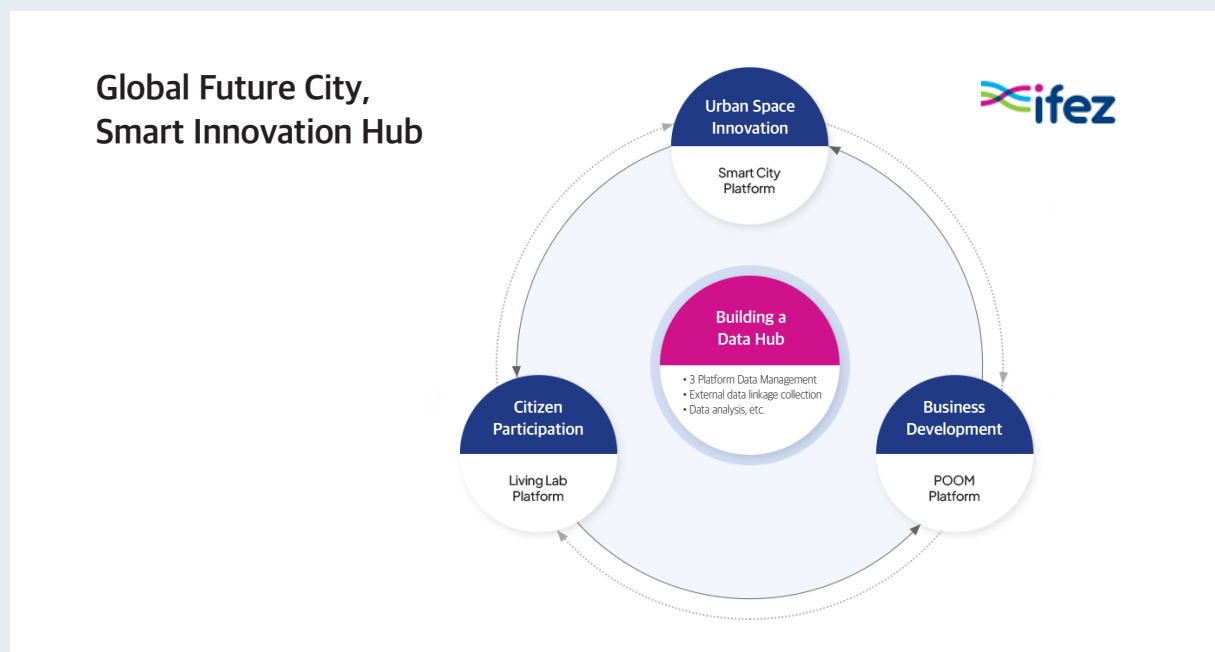 Global Future City,
Smart Innovation Hub
ifez
Urban Space
Innovation
Smart City
Platform
Building a
Data Hub
• 3 Platform Data Management
• External data linkage collection
• Data analysis, etc.
Citizen
Participation
Living Lab
Platform
Business
Development
POOM
Platform